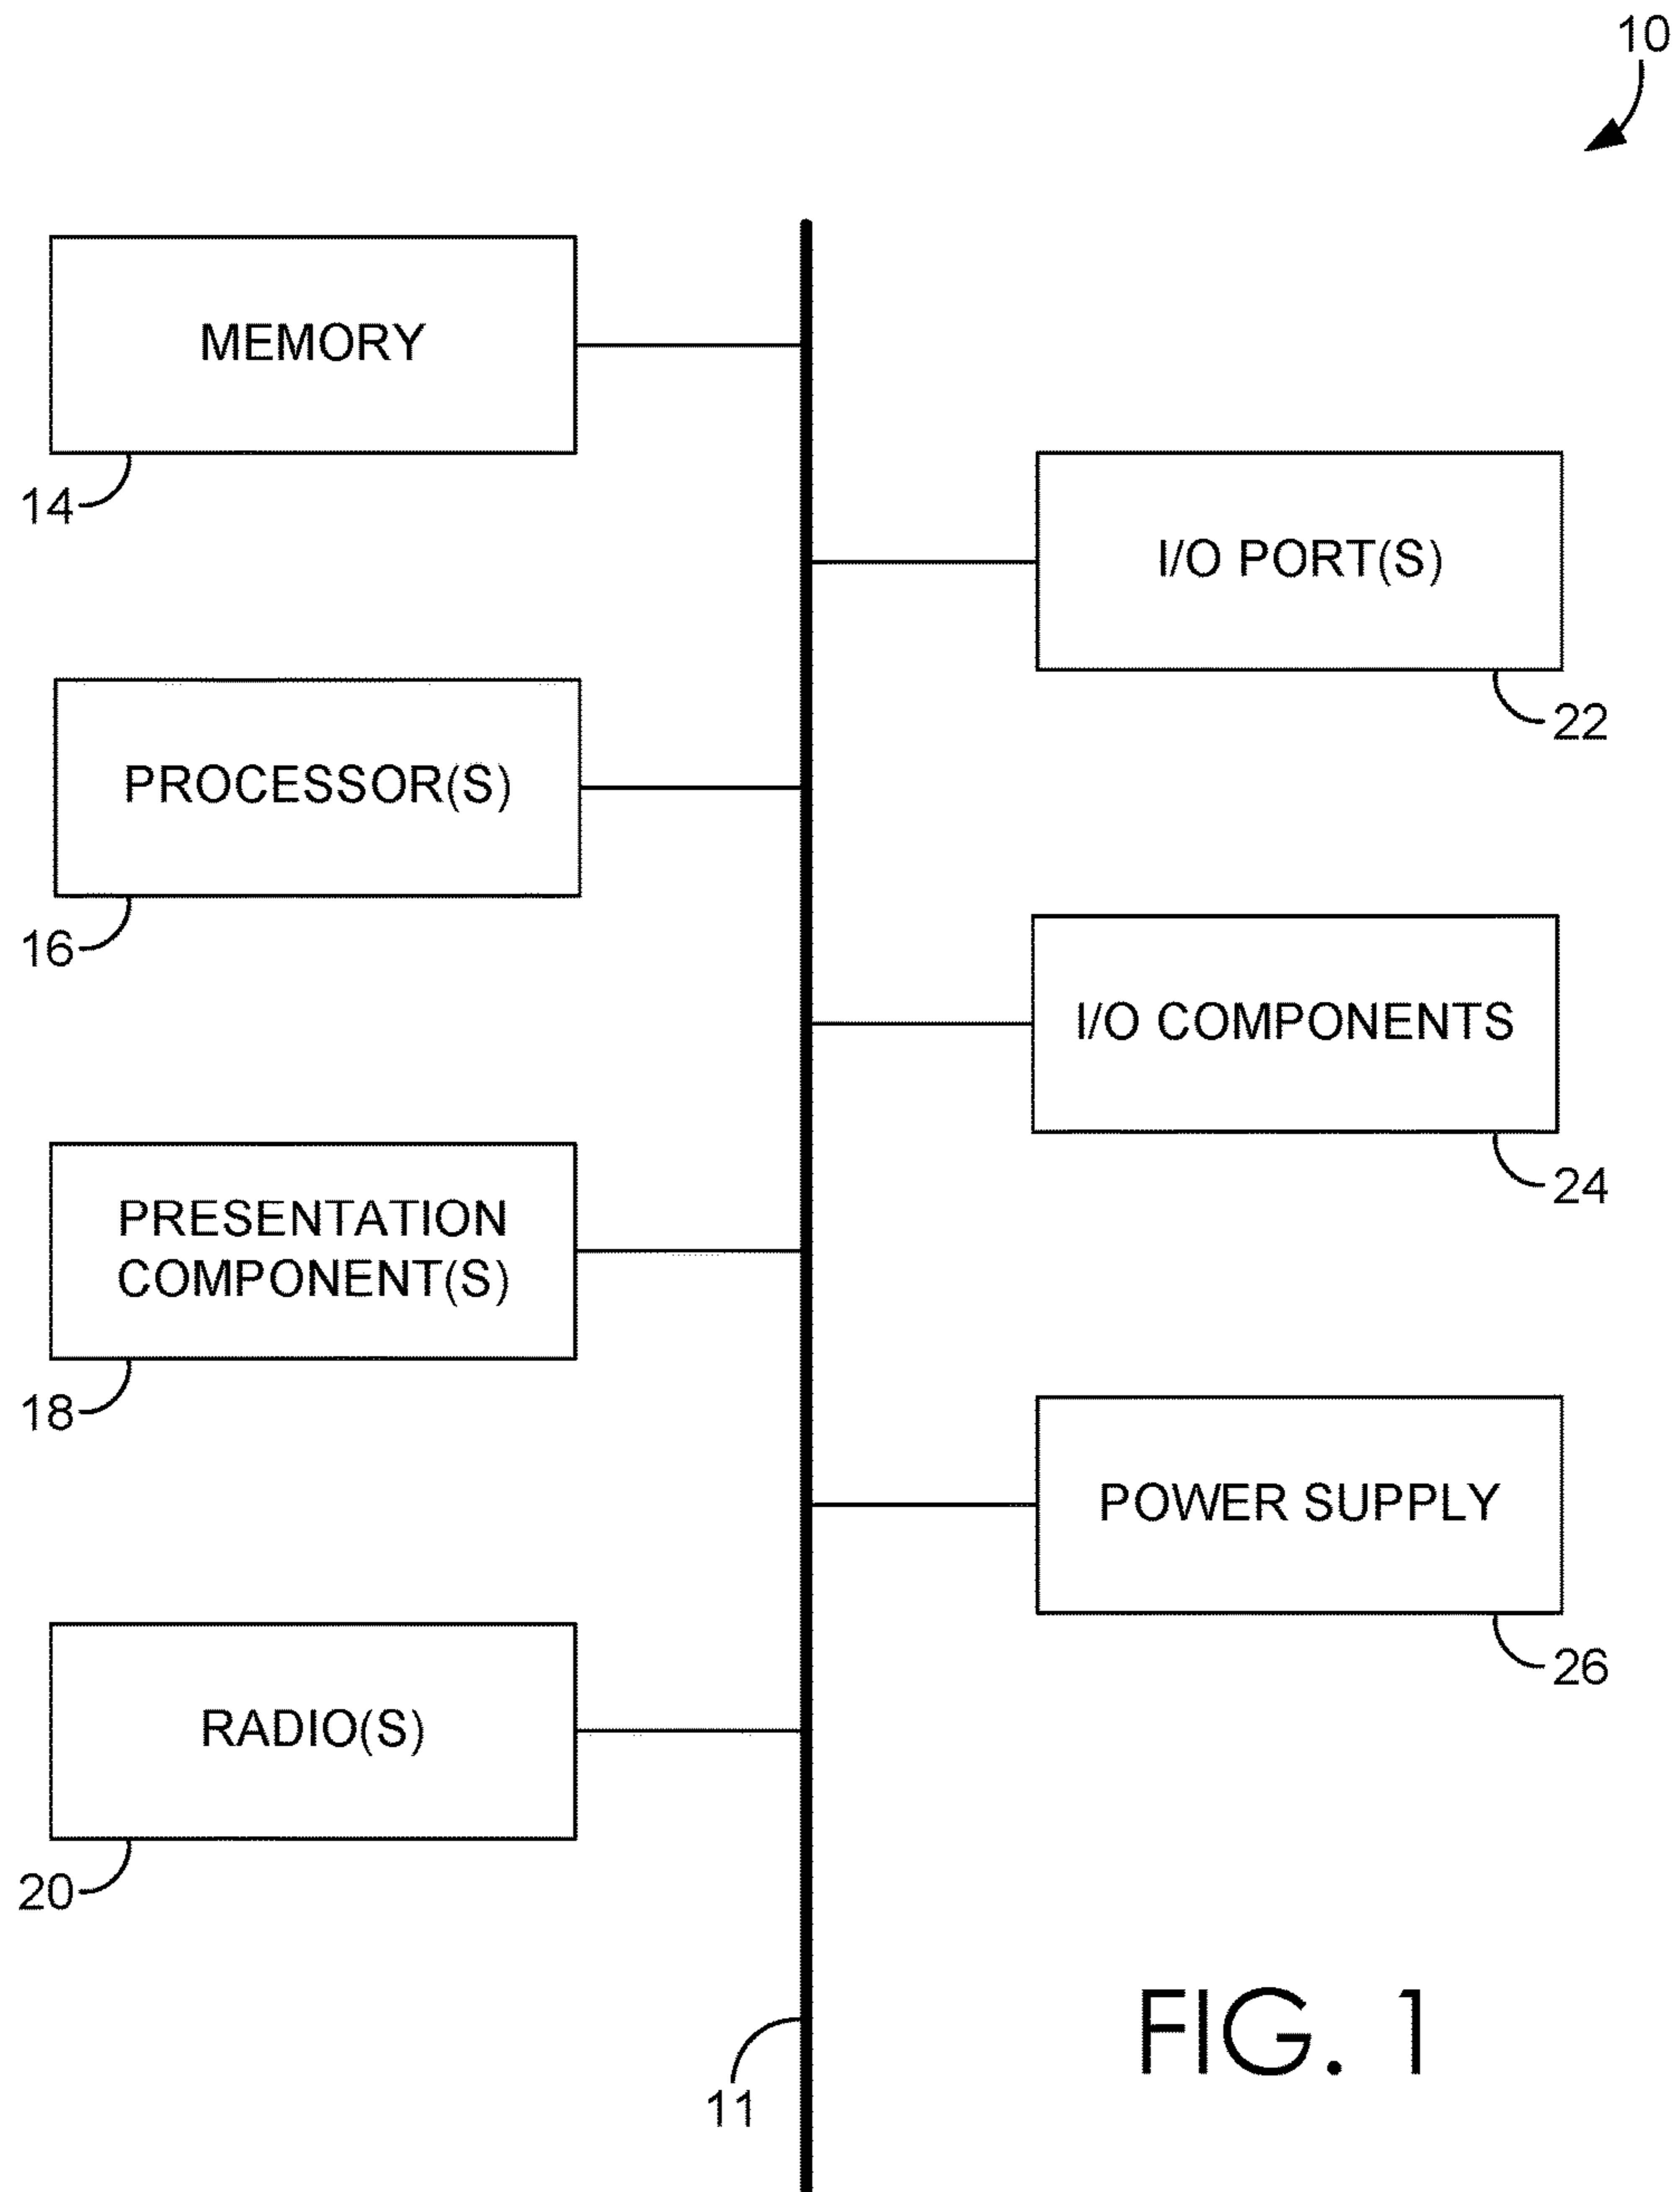 10
MEMORY
14
I/O PORT(S)
22
PROCESSOR(S)
16
I/O COMPONENTS
24
PRESENTATION
COMPONENT(S)
18
POWER SUPPLY
26
RADIO(S)
20
11
FIG. 1